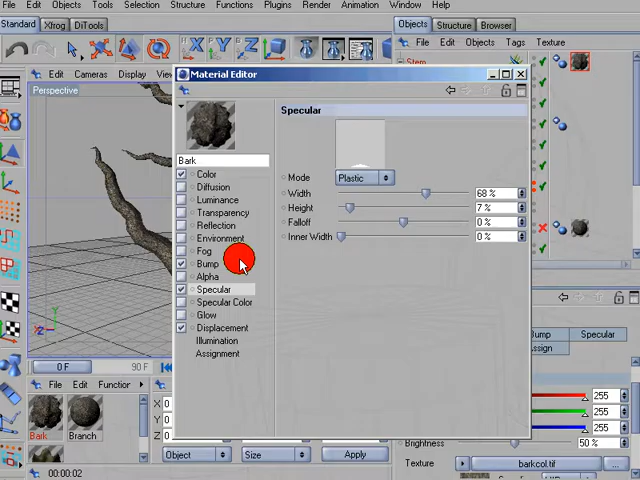 File Edit Structure Selection Functions Plugins Render Animation Window
Standard Xfrog DiTools
Objects Structure Browser
File Edit Objects Tags Texture
Material Editor
Stem
Edit Cameras Display
Perspective
Specular
Bark
Color
Diffusion
Luminance
Transparency
Reflection
Environment
Fog
Bump
Alpha
Specular
Specular Color
Glow
Displacement
Illumination
Assignment
Mode Plastic
Width 68 %
Height 7 %
Falloff 0 %
Inner Width 0 %
X
Y
Z
0 F 90 F
File Edit Function
Bark Branch
X 0
Y 0
Z 0
Object Size Apply
00:00:02
Edit
Bump Specular
Assign
255
255
255
Brightness 50 %
Texture barkcol.tif